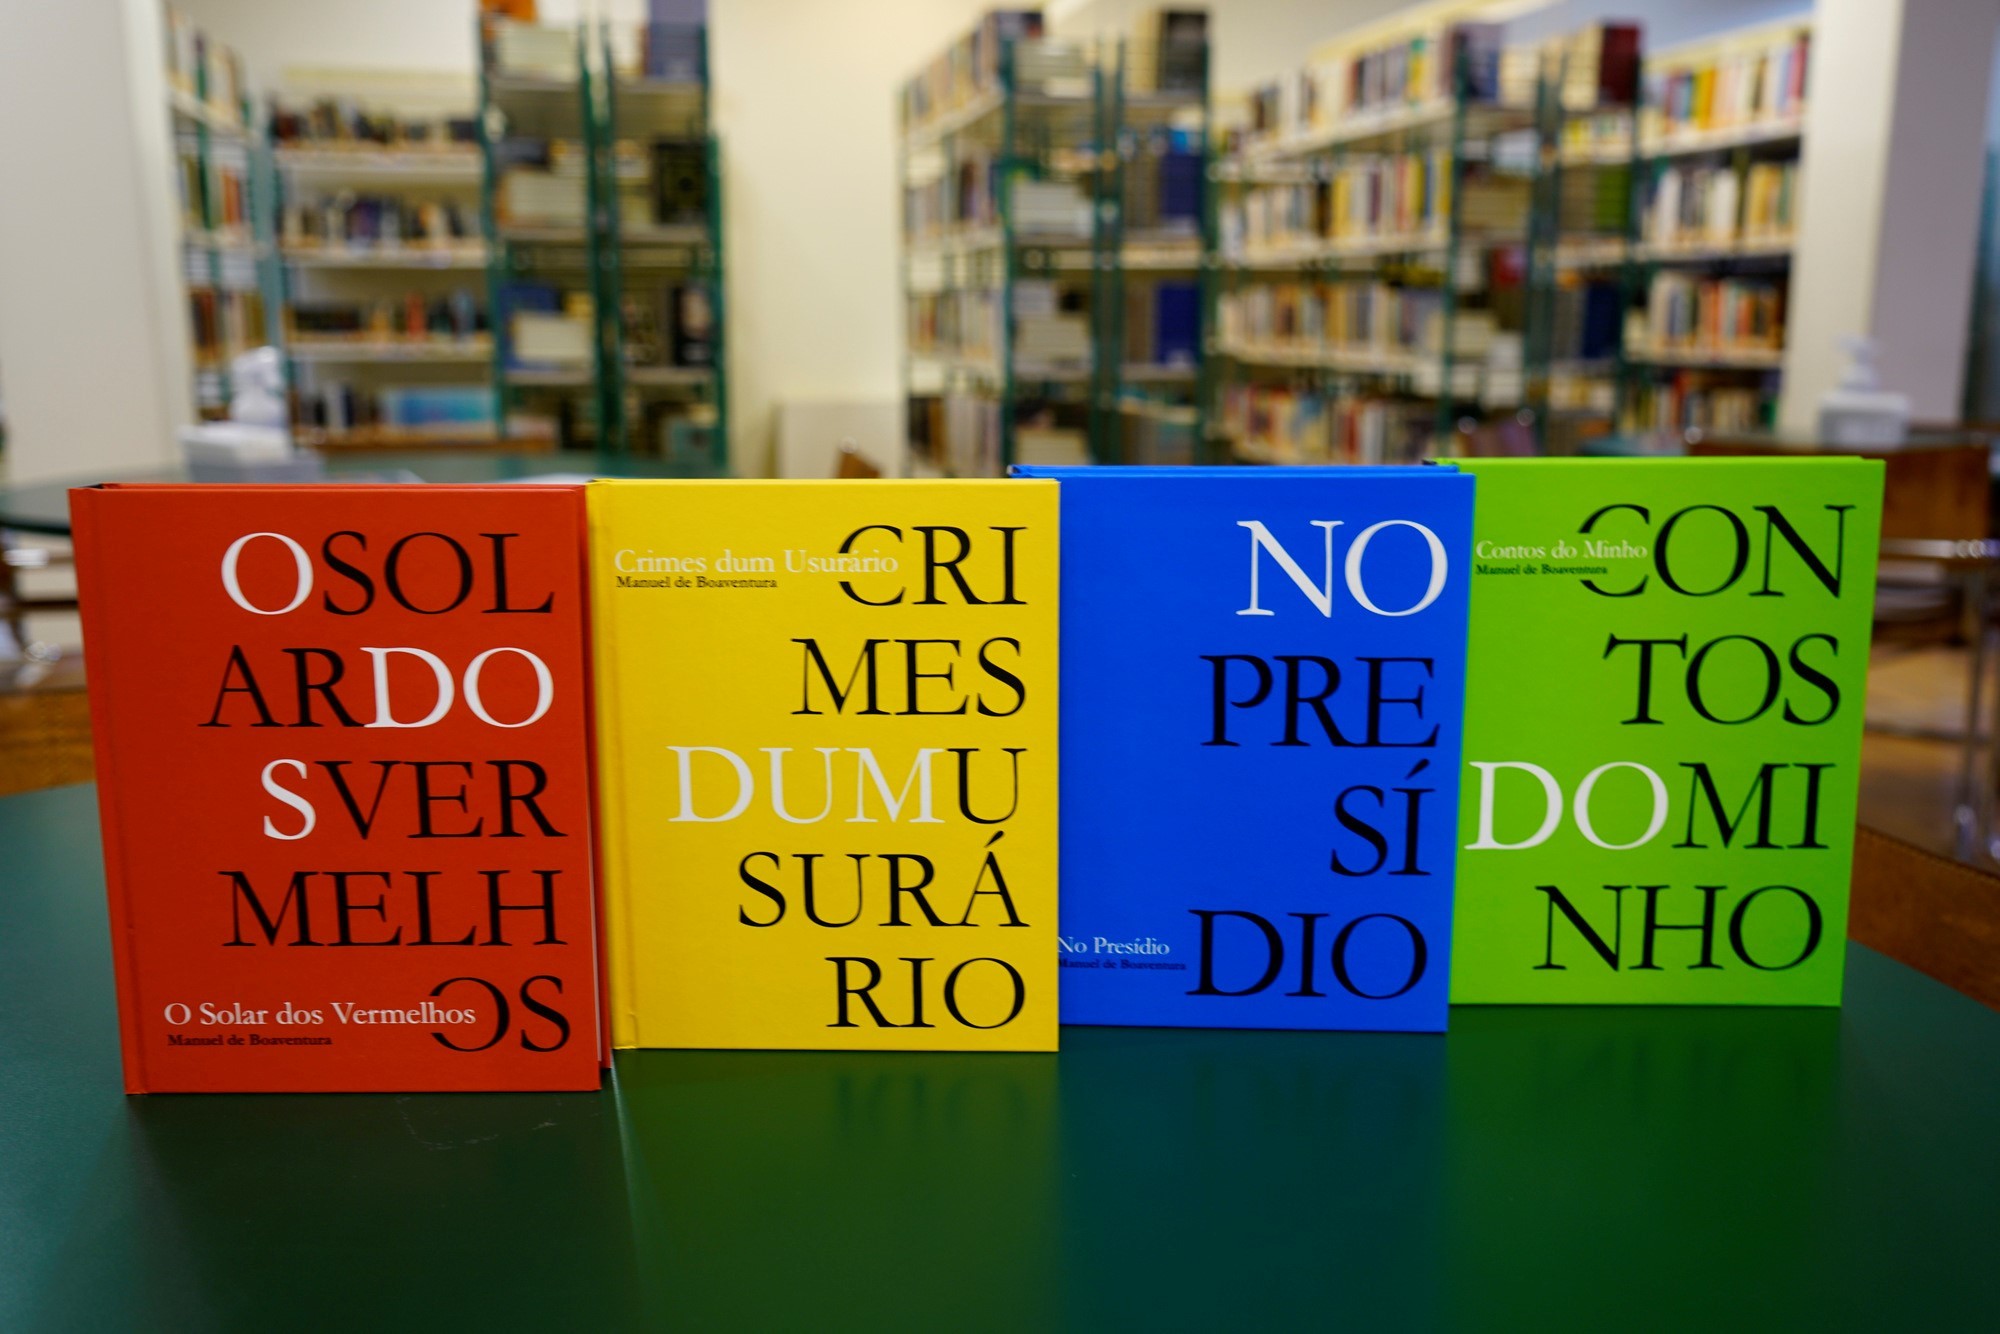 OSOL
ARDO
SVER
MELH
OS
O Solar dos Vermelhos
Manuel de Boaventura
Crimes dum Usurário
Manuel de Boaventura
CRI
MES
DUMU
SURÁ
RIO
NO
PRE
SÍ
DIO
No Presídio
Manuel de Boaventura
Contos do Minho
Manuel de Boaventura
CON
TOS
DOMI
NHO